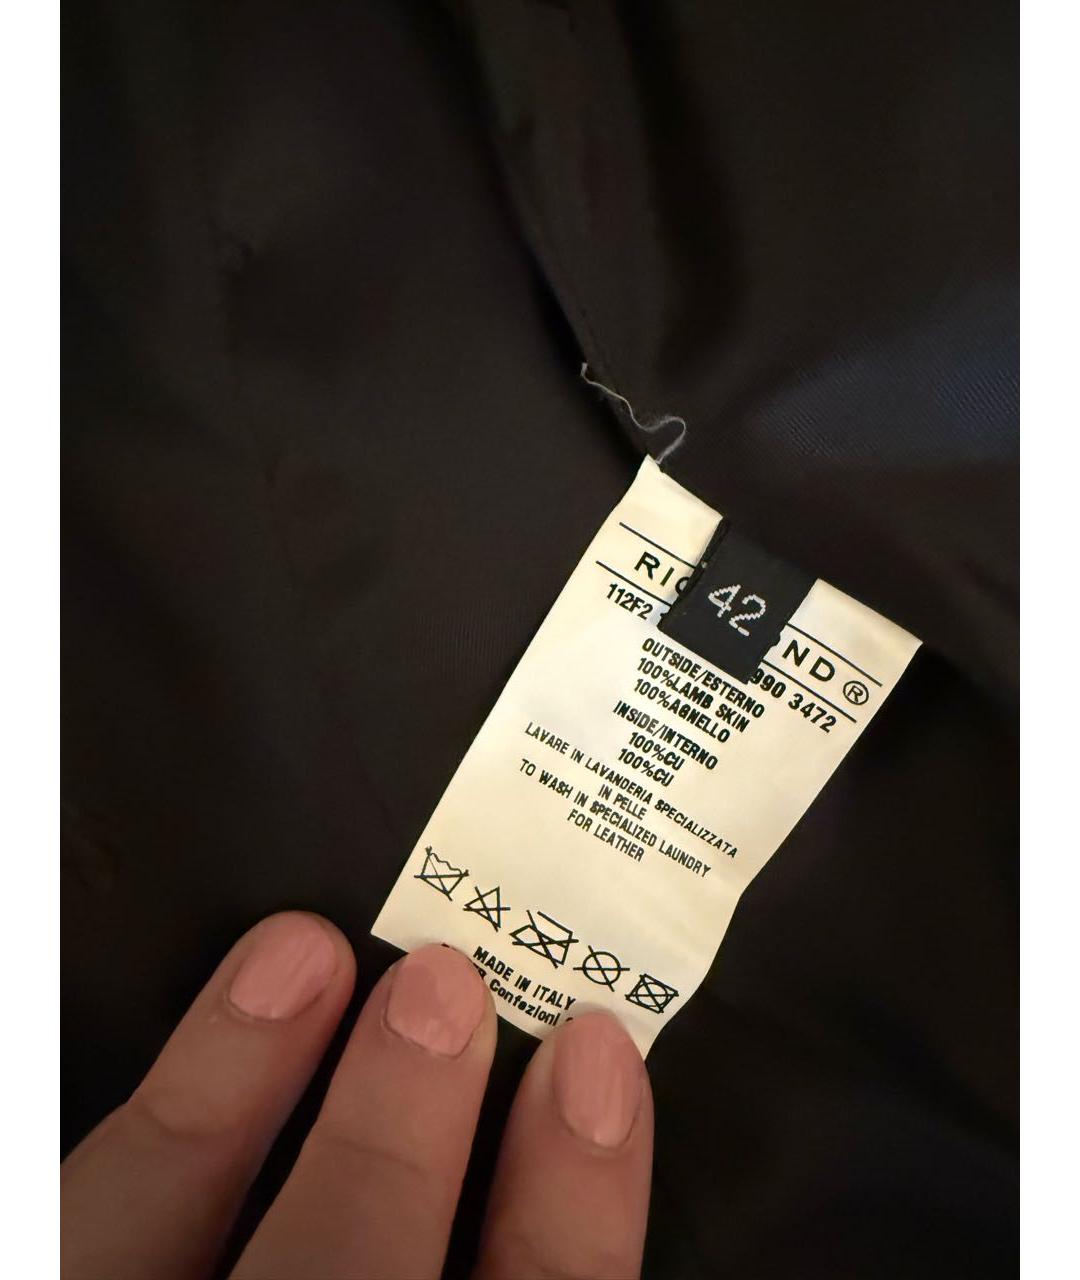 RIC
42
ND®
112F2
990 3472
OUTSIDE/ESTERNO
100%LAMB SKIN
100%AGNELLO
INSIDE/INTERNO
100%CU
100%CU
LAVARE IN LAVANDERIA SPECIALIZZATA
IN PELLE
TO WASH IN SPECIALIZED LAUNDRY
FOR LEATHER
MADE IN ITALY
Confezioni